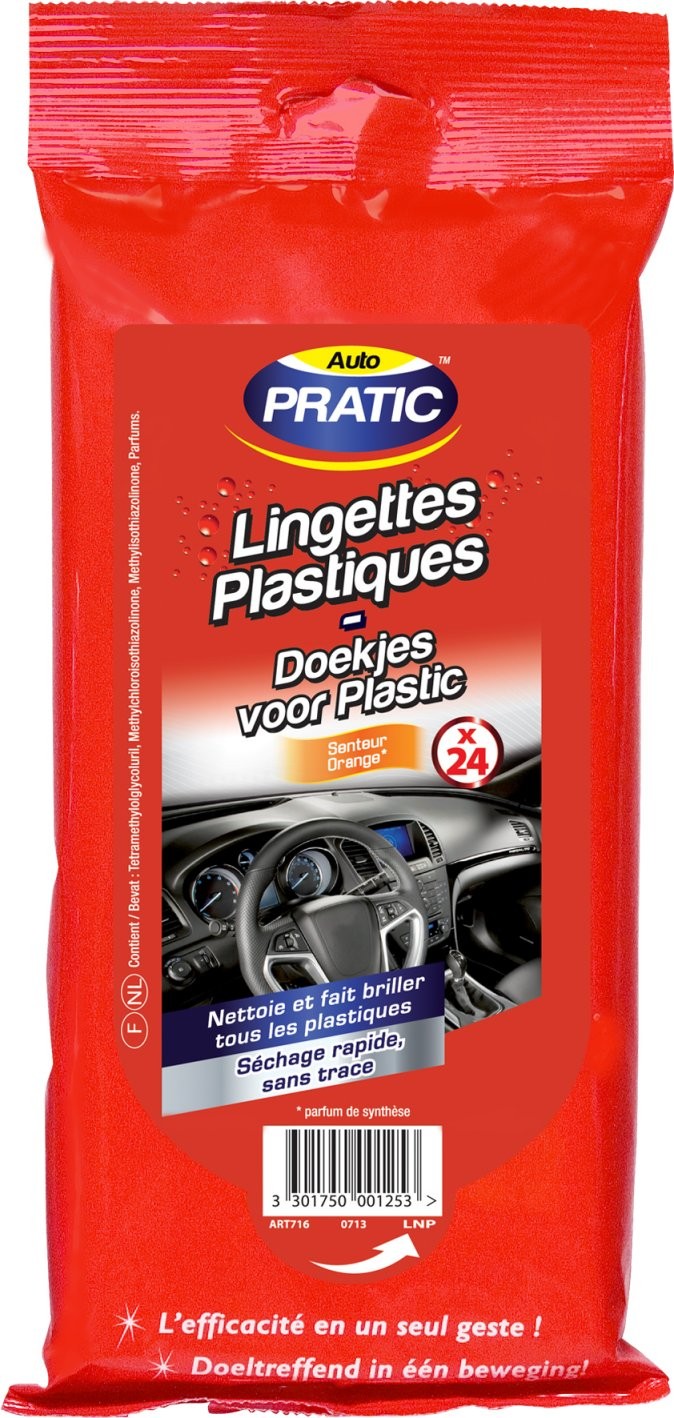 Auto
PRATIC
TM
Lingettes
Plastiques
-
Doekjes
voor Plastic
Senteur
Orange*
x
24
Nettoie et fait briller
tous les plastiques
Séchage rapide,
sans trace
* parfum de synthèse
3 301750 001253 >
ART716 0713 LNP
F NL Contient / Bevat : Tetramethylolglycoluril, Methylchloroisothiazolinone, Methylisothiazolinone, Parfums.
L'efficacité en un seul geste !
Doeltreffend in één beweging!